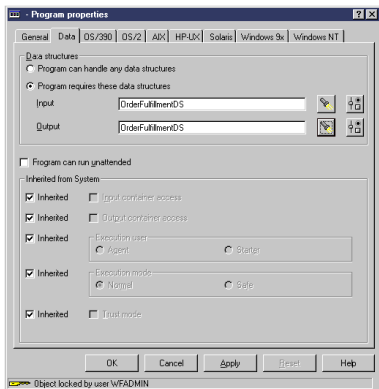 - Program properties
General Data OS/390 OS/2 AIX HP-UX Solaris Windows 9x Windows NT
Data structures
Program can handle any data structures
Program requires these data structures
Input OrderFulfillmentDS
Output OrderFulfillmentDS
Program can run unattended
Inherited from System
Inherited Input container access
Inherited Output container access
Inherited Execution user
Agent Starter
Inherited Execution mode
Normal Safe
Inherited Trust mode
OK Cancel Apply Reset Help
Object locked by user WFADMIN